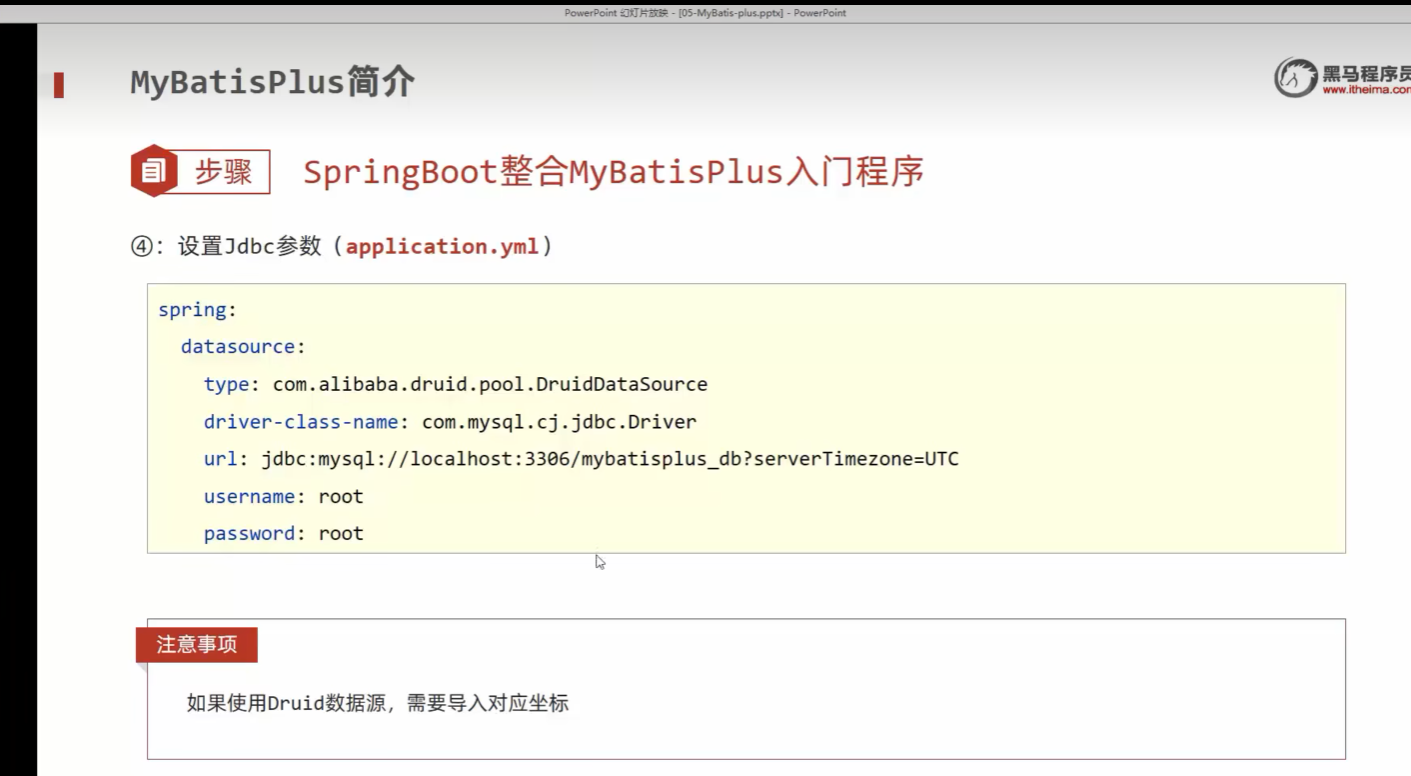 PowerPoint 幻灯片放映 - [05-MyBatis-plus.pptx] - PowerPoint
MyBatisPlus简介
黑马程序员
www.itheima.com
步骤
SpringBoot整合MyBatisPlus入门程序
④：设置Jdbc参数（application.yml）
spring:
  datasource:
    type: com.alibaba.druid.pool.DruidDataSource
    driver-class-name: com.mysql.cj.jdbc.Driver
    url: jdbc:mysql://localhost:3306/mybatisplus_db?serverTimezone=UTC
    username: root
    password: root
注意事项
如果使用Druid数据源，需要导入对应坐标